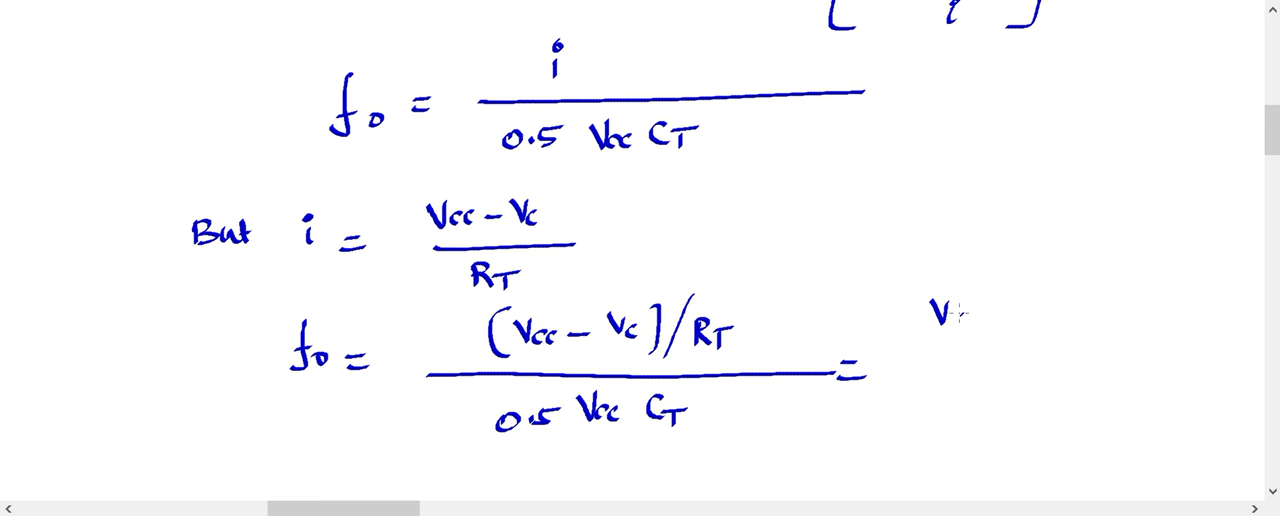 [ i ]
f0 = i / 0.5 Vcc CT
But i = Vcc - Vc / RT
f0 = (Vcc - Vc) / RT / 0.5 Vcc CT = V